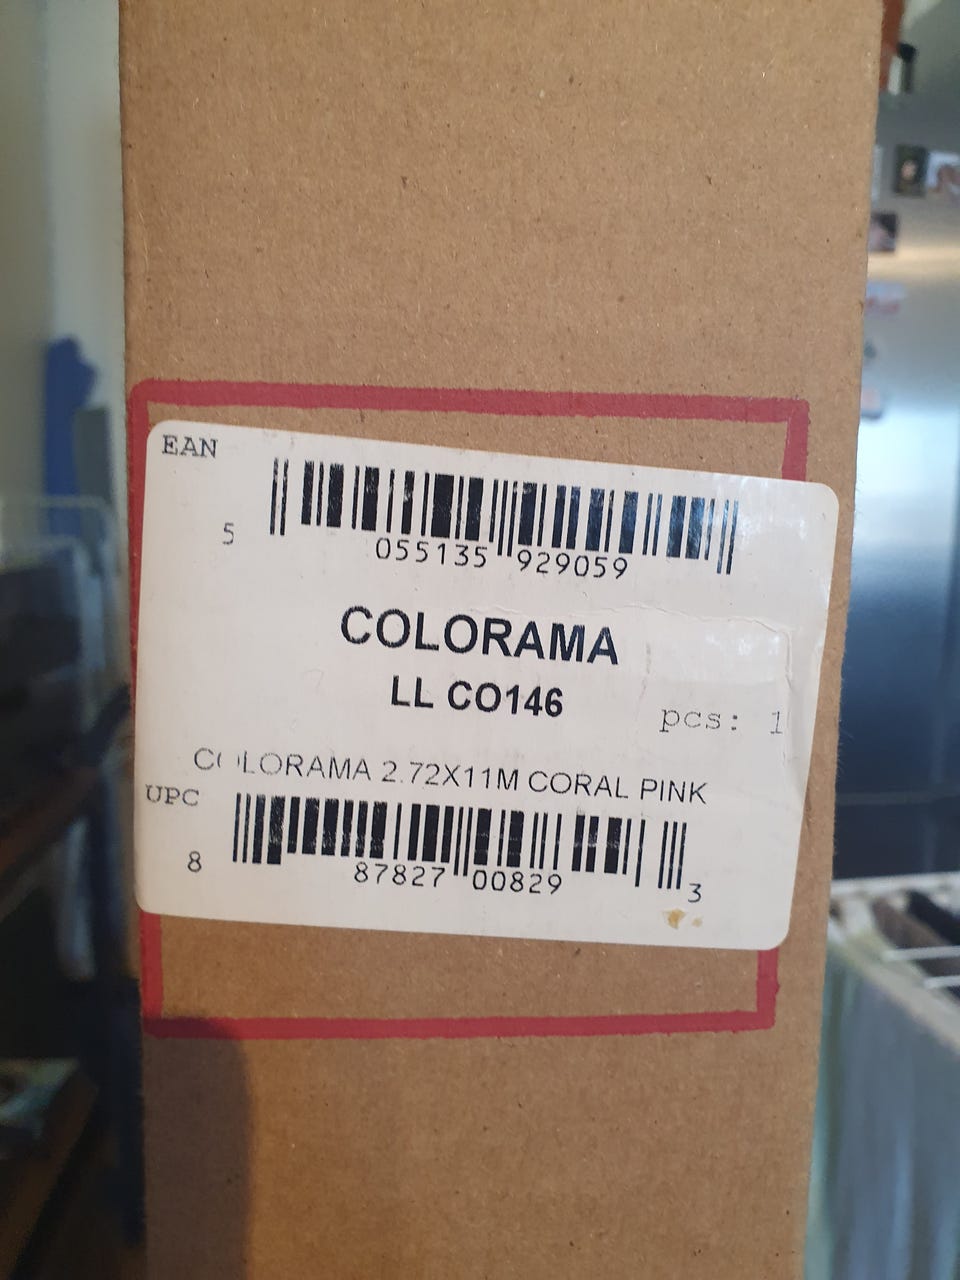 EAN
5 055135 929059
COLORAMA
LL CO146
pcs: 1
COLORAMA 2.72X11M CORAL PINK
UPC
8 87827 00829 3